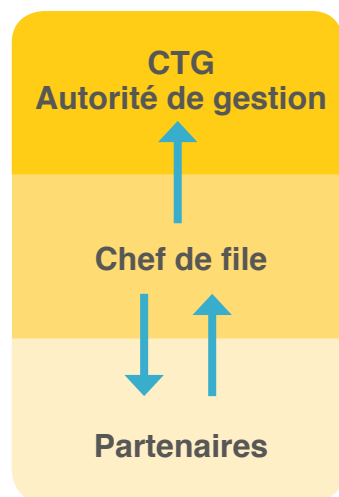 CTG
Autorité de gestion
Chef de file
Partenaires